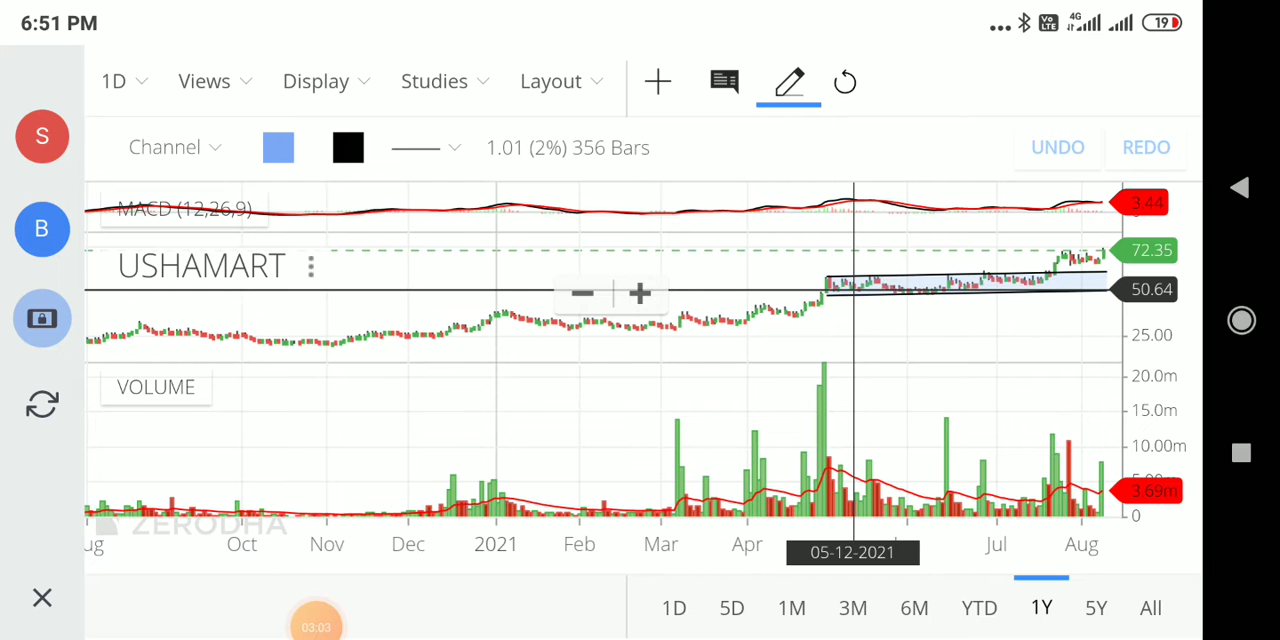 6:51 PM
Vo LTE 4G 19
S
1D Views Display Studies Layout
Channel 1.01 (2%) 356 Bars UNDO REDO
B
MACD (12,26,9)
3.44
72.35
USHAMART
50.64
25.00
VOLUME
20.0m
15.0m
10.00m
3.69m
0
ZERODHA
Oct Nov Dec 2021 Feb Mar Apr Jul Aug
05-12-2021
1D 5D 1M 3M 6M YTD 1Y 5Y All
03:03